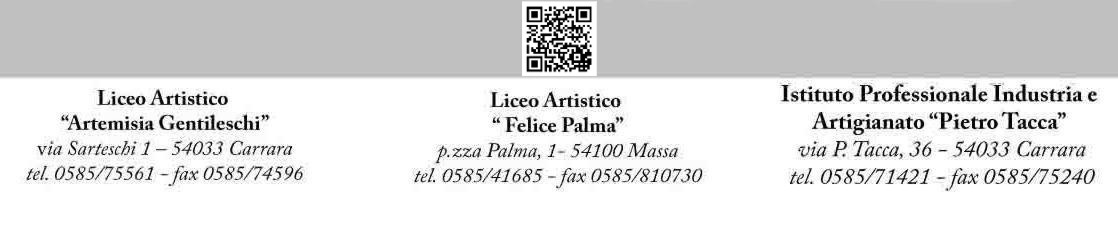 Liceo Artistico
“Artemisia Gentileschi”
via Sarteschi 1 – 54033 Carrara
tel. 0585/75561 - fax 0585/74596
Liceo Artistico
“ Felice Palma”
p.zza Palma, 1- 54100 Massa
tel. 0585/41685 - fax 0585/810730
Istituto Professionale Industria e
Artigianato “Pietro Tacca”
via P. Tacca, 36 – 54033 Carrara
tel. 0585/71421 – fax 0585/75240